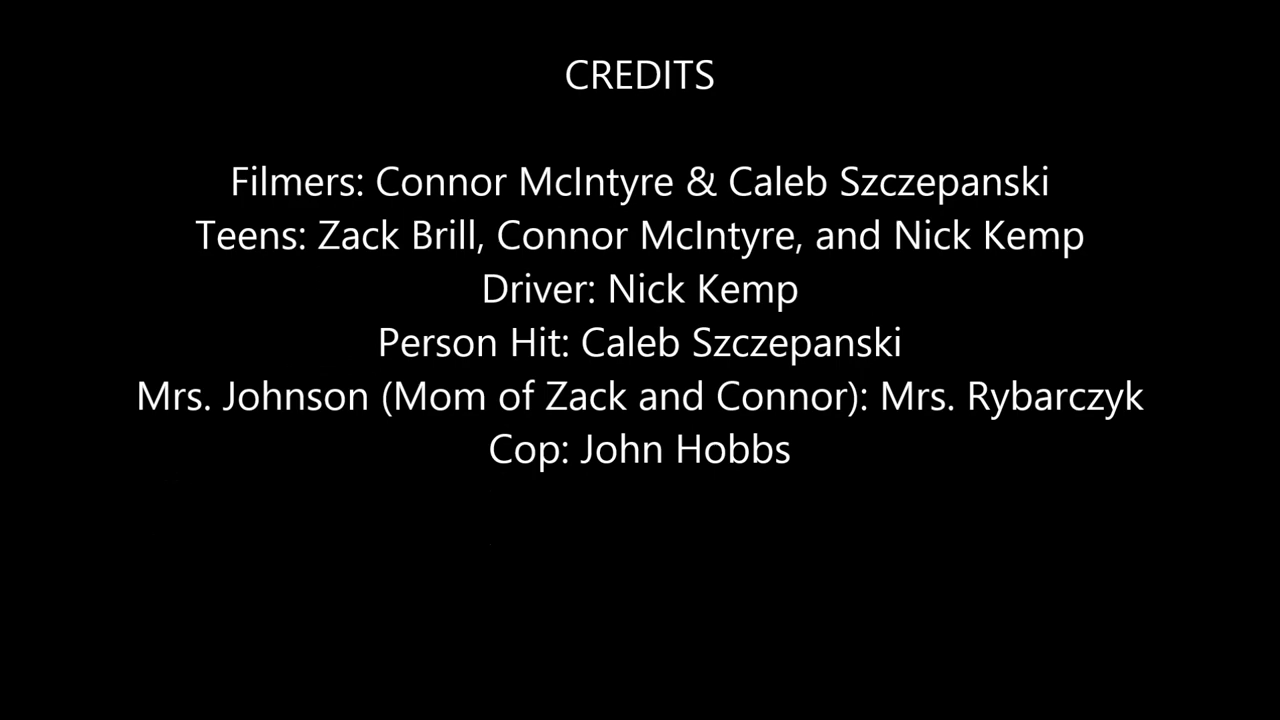 CREDITS
Filmers: Connor McIntyre & Caleb Szczepanski
Teens: Zack Brill, Connor McIntyre, and Nick Kemp
Driver: Nick Kemp
Person Hit: Caleb Szczepanski
Mrs. Johnson (Mom of Zack and Connor): Mrs. Rybarczyk
Cop: John Hobbs